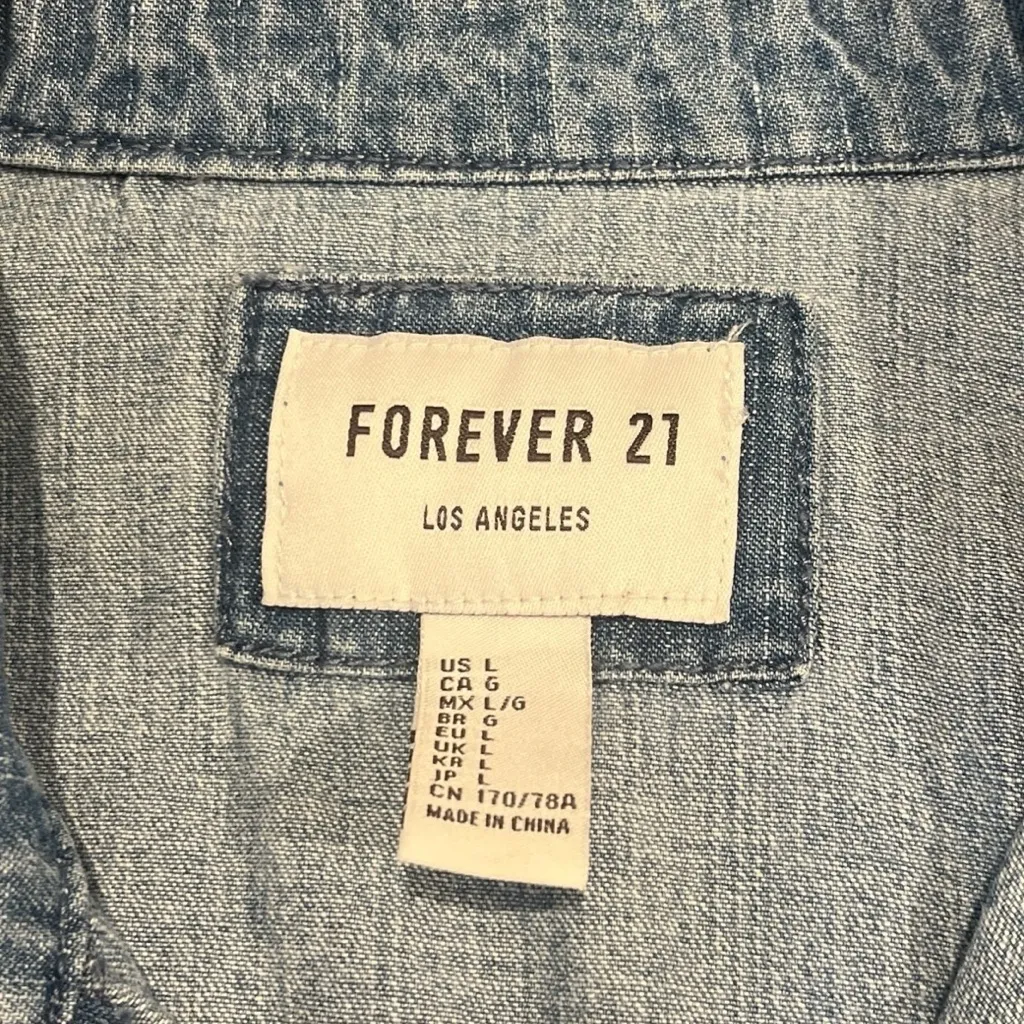 FOREVER 21
LOS ANGELES
US L
CA G
MX L/G
BR G
EU L
UK L
KR L
JP L
CN 170/78A
MADE IN CHINA